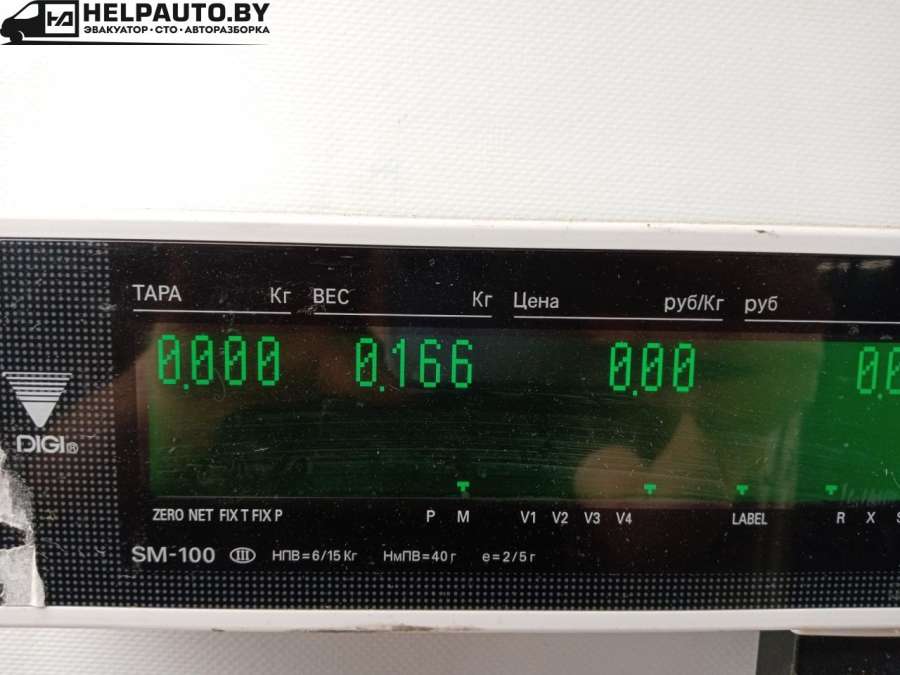 HELPAUTO.BY
ЭВАКУАТОР · СТО · АВТОРАЗБОРКА
ТАРА Кг ВЕС Кг Цена руб/Кг руб
0.000 0.166 0.00
DIGI®
ZERO NET FIX T FIX P P M V1 V2 V3 V4 LABEL R X
SM-100 III НПВ=6/15 Кг НмПВ=40 г e=2/5 г